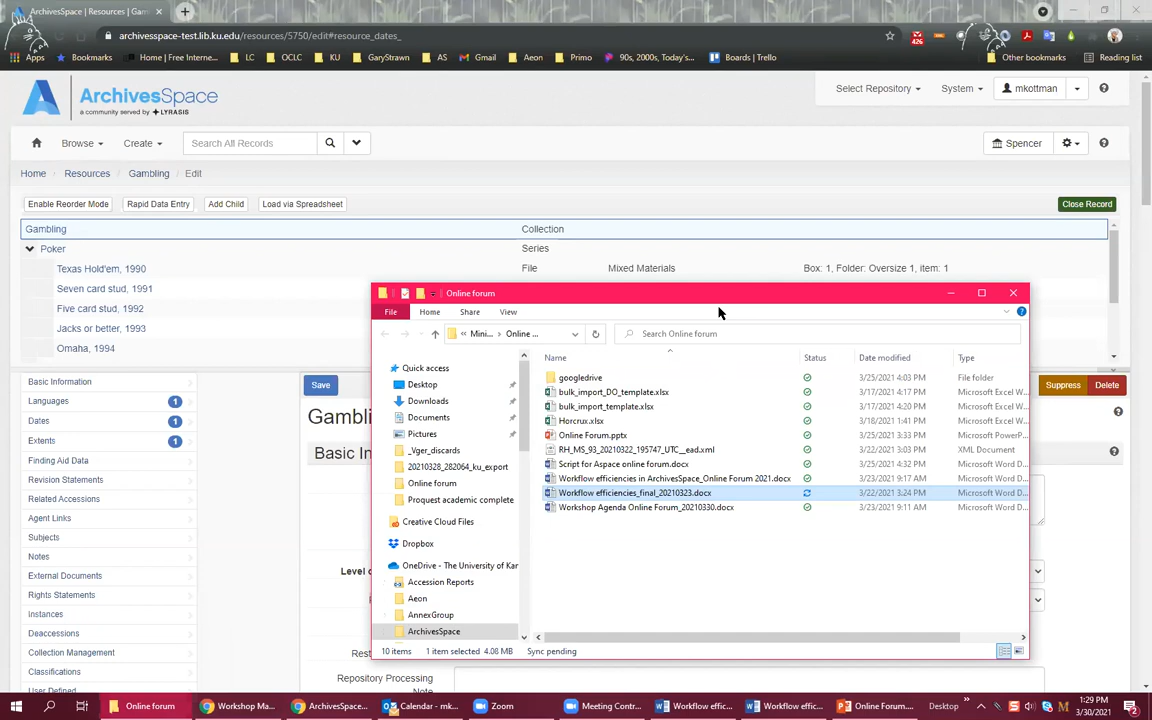 ArchivesSpace | Resources | Gam
archivesspace-test.lib.ku.edu/resources/5750/edit#resource_dates_
426
Apps
Bookmarks
Home | Free Interne...
LC
OCLC
KU
GaryStrawn
AS
Gmail
Aeon
Primo
90s, 2000s, Today's...
Boards | Trello
Other bookmarks
Reading list
ArchivesSpace
a community served by LYRASIS
Select Repository
System
mkottman
Browse
Create
Search All Records
Spencer
Home / Resources / Gambling / Edit
Enable Reorder Mode
Rapid Data Entry
Add Child
Load via Spreadsheet
Close Record
Gambling
Collection
Poker
Series
Texas Hold'em, 1990
File
Mixed Materials
Box: 1, Folder: Oversize 1, item: 1
Seven card stud, 1991
Five card stud, 1992
Jacks or better, 1993
Omaha, 1994
Basic Information
Languages 1
Dates 1
Extents 1
Finding Aid Data
Revision Statements
Related Accessions
Agent Links
Subjects
Notes
External Documents
Rights Statements
Instances
Deaccessions
Collection Management
Classifications
User Defined
Save
Suppress
Delete
Gambling
Basic In
Level o
Rest
Repository Processing
Note
Online forum
File
Home
Share
View
« Mini... › Online ...
Search Online forum
Quick access
Desktop
Downloads
Documents
Pictures
_Vger_discards
20210328_282064_ku_export
Online forum
Proquest academic complete
Creative Cloud Files
Dropbox
OneDrive - The University of Kar
Accession Reports
Aeon
AnnexGroup
ArchivesSpace
Name
Status
Date modified
Type
googledrive 3/25/2021 4:03 PM File folder
bulk_import_DO_template.xlsx 3/17/2021 4:17 PM Microsoft Excel W...
bulk_import_template.xlsx 3/17/2021 4:20 PM Microsoft Excel W...
Horcrux.xlsx 3/18/2021 1:41 PM Microsoft Excel W...
Online Forum.pptx 3/25/2021 3:33 PM Microsoft PowerP...
RH_MS_93_20210322_195747_UTC__ead.xml 3/22/2021 3:03 PM XML Document
Script for Aspace online forum.docx 3/25/2021 4:32 PM Microsoft Word D...
Workflow efficiencies in ArchivesSpace_Online Forum 2021.docx 3/23/2021 9:17 AM Microsoft Word D...
Workflow efficiencies_final_20210323.docx 3/22/2021 3:24 PM Microsoft Word D...
Workshop Agenda Online Forum_20210330.docx 3/23/2021 9:11 AM Microsoft Word D...
10 items
1 item selected 4.08 MB
Sync pending
Online forum
Workshop Ma...
ArchivesSpace...
Calendar - mk...
Zoom
Meeting Contr...
Workflow effic...
Workflow effic...
Online Forum....
Desktop
1:29 PM
3/30/2021
2